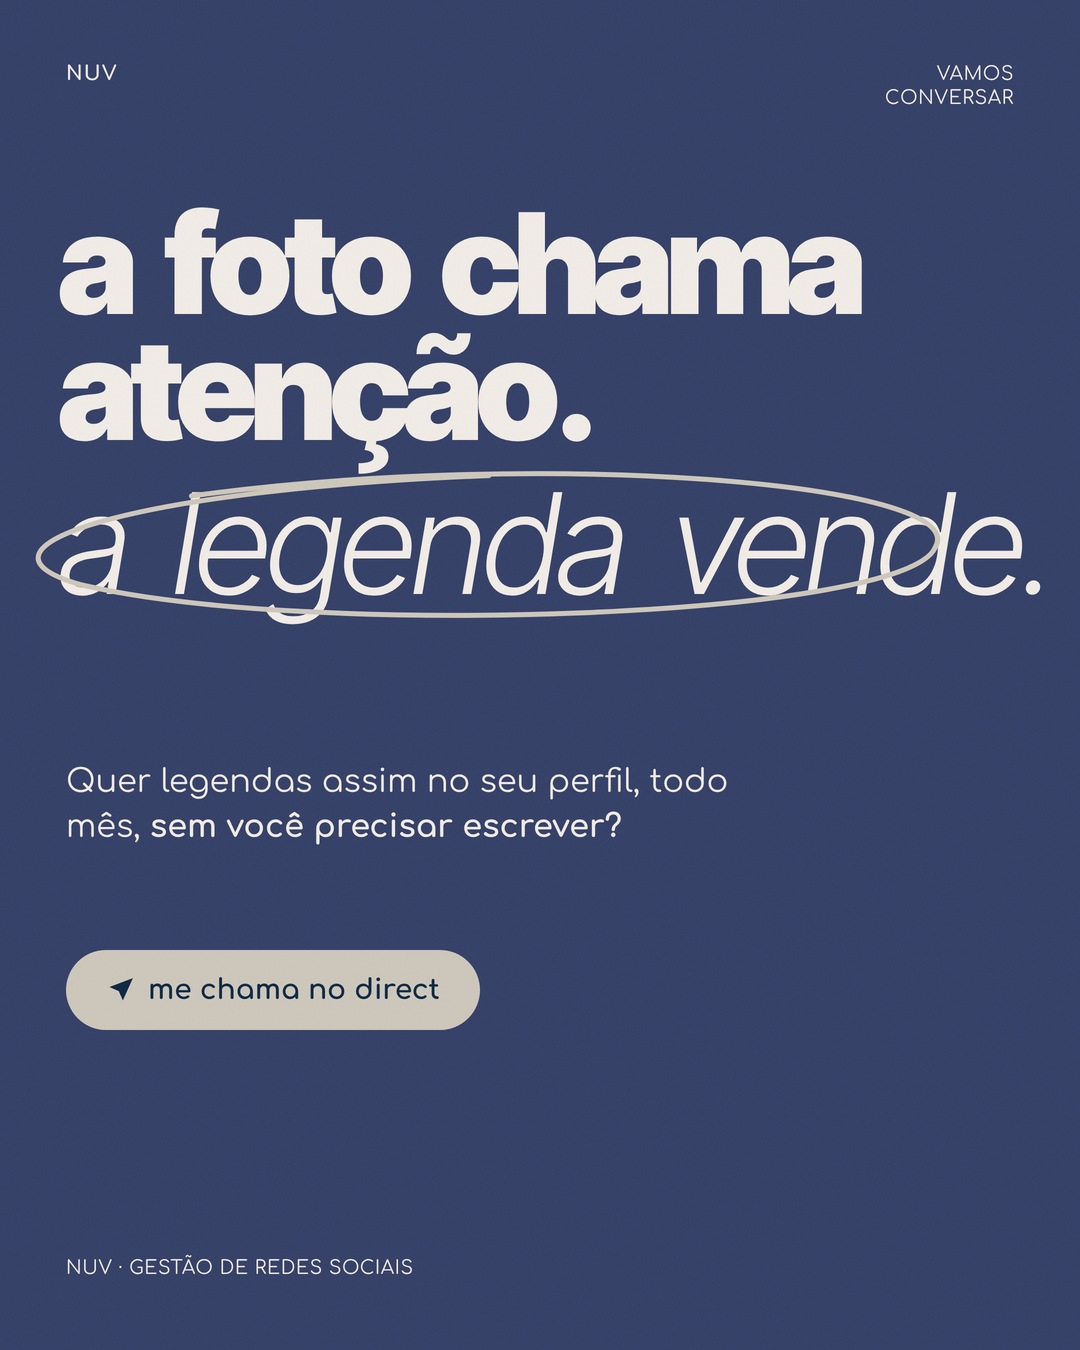 NUV
VAMOS
CONVERSAR
a foto chama
atenção.
a legenda vende.
Quer legendas assim no seu perfil, todo
mês, sem você precisar escrever?
me chama no direct
NUV · GESTÃO DE REDES SOCIAIS